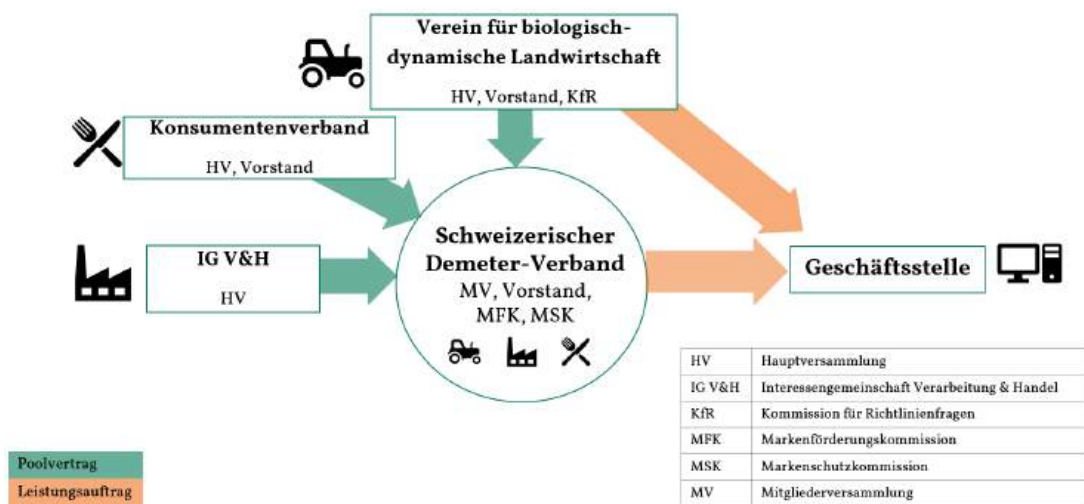 Verein für biologisch-
dynamische Landwirtschaft
HV, Vorstand, KfR
Konsumentenverband
HV, Vorstand
IG V&H
HV
Schweizerischer
Demeter-Verband
MV, Vorstand,
MFK, MSK
Geschäftsstelle
HV Hauptversammlung
IG V&H Interessengemeinschaft Verarbeitung & Handel
KfR Kommission für Richtlinienfragen
MFK Markenförderungskommission
MSK Markenschutzkommission
MV Mitgliederversammlung
Poolvertrag
Leistungsauftrag